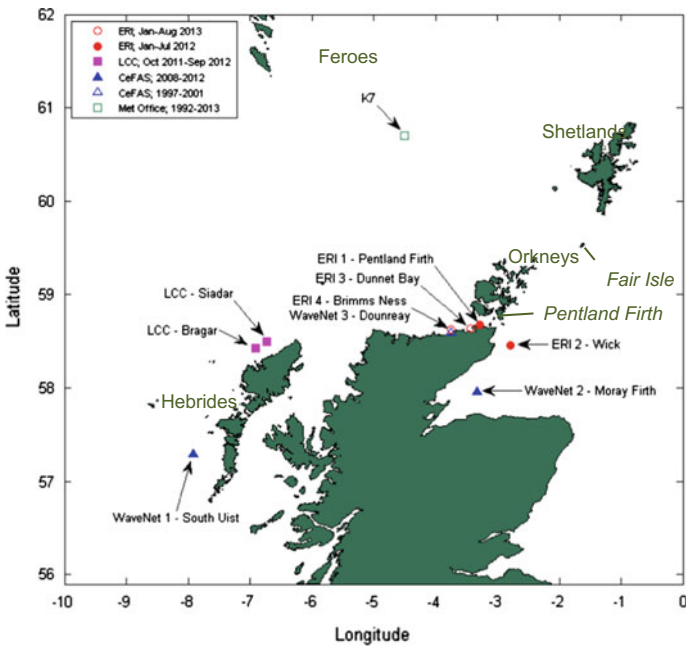 62
61
60
59
58
57
56
Latitude
ERI; Jan-Aug 2013
ERI; Jan-Jul 2012
LCC; Oct 2011-Sep 2012
CeFAS; 2008-2012
CeFAS; 1997-2001
Met Office; 1992-2013
Feroes
K7
Shetlands
Orkneys
Fair Isle
Pentland Firth
ERI 1 - Pentland Firth
ERI 3 - Dunnet Bay
ERI 4 - Brimms Ness
WaveNet 3 - Dounreay
LCC - Siadar
LCC - Bragar
ERI 2 - Wick
WaveNet 2 - Moray Firth
Hebrides
WaveNet 1 - South Uist
-10 -9 -8 -7 -6 -5 -4 -3 -2 -1 0
Longitude